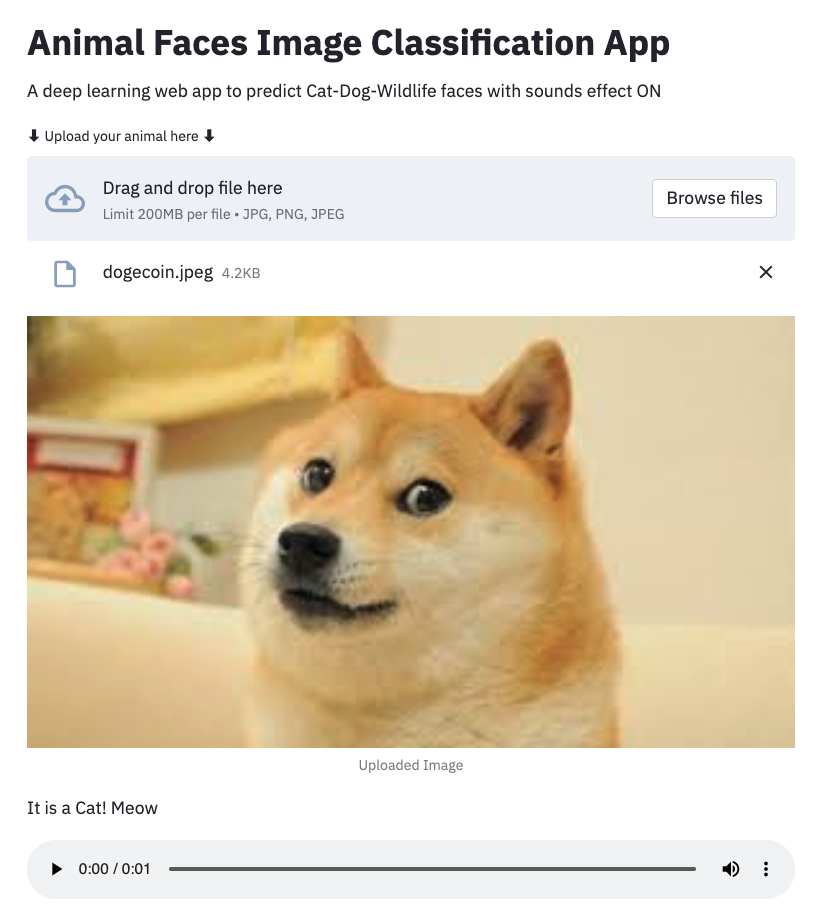 Animal Faces Image Classification App
A deep learning web app to predict Cat-Dog-Wildlife faces with sounds effect ON
⬇ Upload your animal here ⬇
Drag and drop file here
Limit 200MB per file • JPG, PNG, JPEG
Browse files
dogecoin.jpeg 4.2KB
Uploaded Image
It is a Cat! Meow
0:00 / 0:01